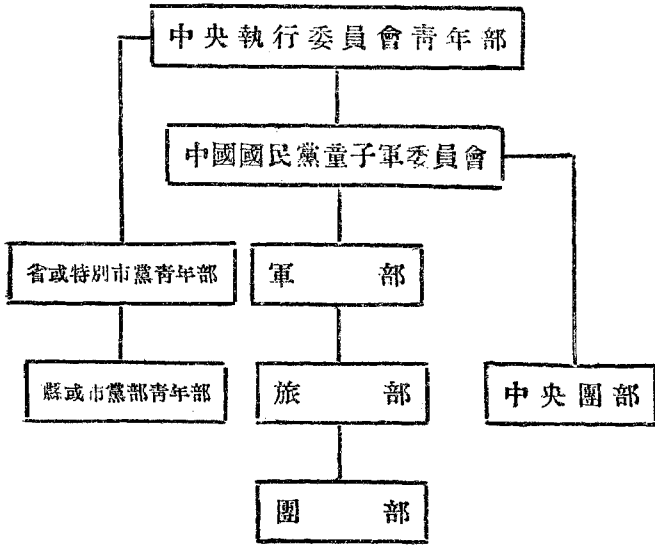 中央執行委員會青年部
中國國民黨童子軍委員會
省或特別市黨青年部
軍部
縣或市黨部青年部
旅部
中央團部
團部